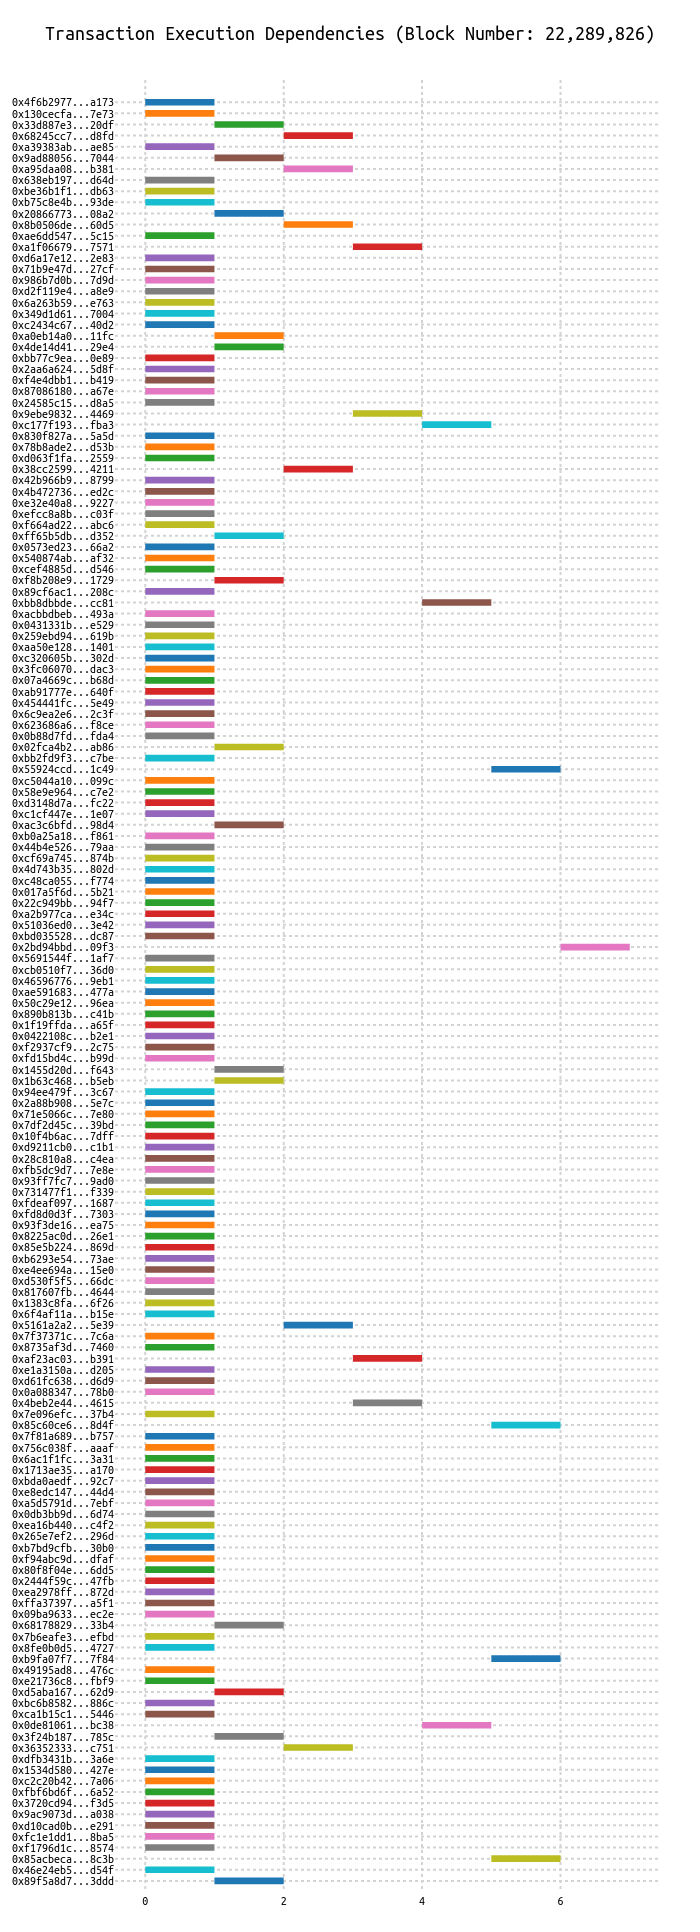 Transaction Execution Dependencies (Block Number: 22,289,826)
0x4f6b2977...a173
0x130cecfa...7e73
0x33d887e3...20df
0x68245cc7...d8fd
0xa39383ab...ae85
0x9ad88056...7044
0xa95daa08...b381
0x638eb197...d64d
0xbe36b1f1...db63
0xb75c8e4b...93de
0x20866773...08a2
0x8b0506de...60d5
0xae6dd547...5c15
0xa1f06679...7571
0xd6a17e12...2e83
0x71b9e47d...27cf
0x986b7d0b...7d9d
0xd2f119e4...a8e9
0x6a263b59...e763
0x349d1d61...7004
0xc2434c67...40d2
0xa0eb14a0...11fc
0x4de14d41...29e4
0xbb77c9ea...0e89
0x2aa6a624...5d8f
0xf4e4dbb1...b419
0x87086180...a67e
0x24585c15...d8a5
0x9ebe9832...4469
0xc177f193...fba3
0x830f827a...5a5d
0x78b8ade2...d53b
0xd063f1fa...2559
0x38cc2599...4211
0x42b966b9...8799
0x4b472736...ed2c
0xe32e40a8...9227
0xefcc8a8b...c03f
0xf664ad22...abc6
0xff65b5db...d352
0x0573ed23...66a2
0x540874ab...af32
0xcef4885d...d546
0xf8b208e9...1729
0x89cf6ac1...208c
0xbb8dbbde...cc81
0xacbbdbeb...493a
0x0431331b...e529
0x259ebd94...619b
0xaa50e128...1401
0xc320605b...302d
0x3fc06070...dac3
0x07a4669c...b68d
0xab91777e...640f
0x454441fc...5e49
0x6c9ea2e6...2c3f
0x623686a6...f8ce
0x0b88d7fd...fda4
0x02fca4b2...ab86
0xbb2fd9f3...c7be
0x55924ccd...1c49
0xc5044a10...099c
0x58e9e964...c7e2
0xd3148d7a...fc22
0xc1cf447e...1e07
0xac3c6bfd...98d4
0xb0a25a18...f861
0x44b4e526...79aa
0xcf69a745...874b
0x4d743b35...802d
0xc48ca055...f774
0x017a5f6d...5b21
0x22c949bb...94f7
0xa2b977ca...e34c
0x51036ed0...3e42
0xbd035528...dc87
0x2bd94bbd...09f3
0x5691544f...1af7
0xcb0510f7...36d0
0x46596776...9eb1
0xae591683...477a
0x50c29e12...96ea
0x890b813b...c41b
0x1f19ffda...a65f
0x0422108c...b2e1
0xf2937cf9...2c75
0xfd15bd4c...b99d
0x1455d20d...f643
0x1b63c468...b5eb
0x94ee479f...3c67
0x2a88b908...5e7c
0x71e5066c...7e80
0x7df2d45c...39bd
0x10f4b6ac...7dff
0xd9211cb0...c1b1
0x28c810a8...c4ea
0xfb5dc9d7...7e8e
0x93ff7fc7...9ad0
0x731477f1...f339
0xfdeaf097...1687
0xfd8d0d3f...7303
0x93f3de16...ea75
0x8225ac0d...26e1
0x85e5b224...869d
0xb6293e54...73ae
0xe4ee694a...15e0
0xd530f5f5...66dc
0x817607fb...4644
0x1383c8fa...6f26
0x6f4af11a...b15e
0x5161a2a2...5e39
0x7f37371c...7c6a
0x8735af3d...7460
0xaf23ac03...b391
0xe1a3150a...d205
0xd61fc638...d6d9
0x0a088347...78b0
0x4beb2e44...4615
0x7e096efc...37b4
0x85c60ce6...8d4f
0x7f81a689...b757
0x756c038f...aaaf
0x6ac1f1fc...3a31
0x1713ae35...a170
0xbda0aedf...92c7
0xe8edc147...44d4
0xa5d5791d...7ebf
0x0db3bb9d...6d74
0xea16b440...c4f2
0x265e7ef2...296d
0xb7bd9cfb...30b0
0xf94abc9d...dfaf
0x80f8f04e...6dd5
0x2444f59c...47fb
0xea2978ff...872d
0xffa37397...a5f1
0x09ba9633...ec2e
0x68178829...33b4
0x7b6eafe3...efbd
0x8fe0b0d5...4727
0xb9fa07f7...7f84
0x49195ad8...476c
0xe21736c8...fbf9
0xd5aba167...62d9
0xbc6b8582...886c
0xca1b15c1...5446
0x0de81061...bc38
0x3f24b187...785c
0x36352333...c751
0xdfb3431b...3a6e
0x1534d580...427e
0xc2c20b42...7a06
0xfbf6bd6f...6a52
0x3720cd94...f3d5
0x9ac9073d...a038
0xd10cad0b...e291
0xfc1e1dd1...8ba5
0xf1796d1c...8574
0x85acbeca...8c3b
0x46e24eb5...d54f
0x89f5a8d7...3ddd
0 2 4 6